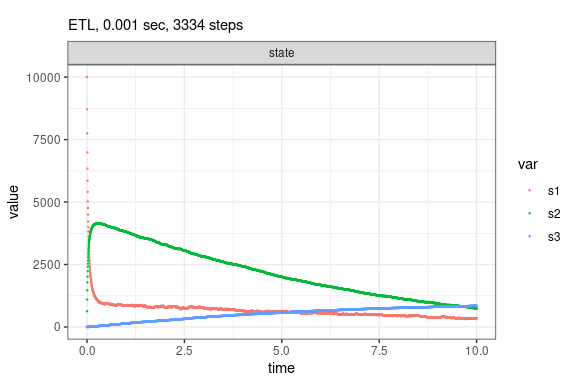 ETL, 0.001 sec, 3334 steps
state
10000
7500
5000
2500
0
value
0.0 2.5 5.0 7.5 10.0
time
var
s1
s2
s3